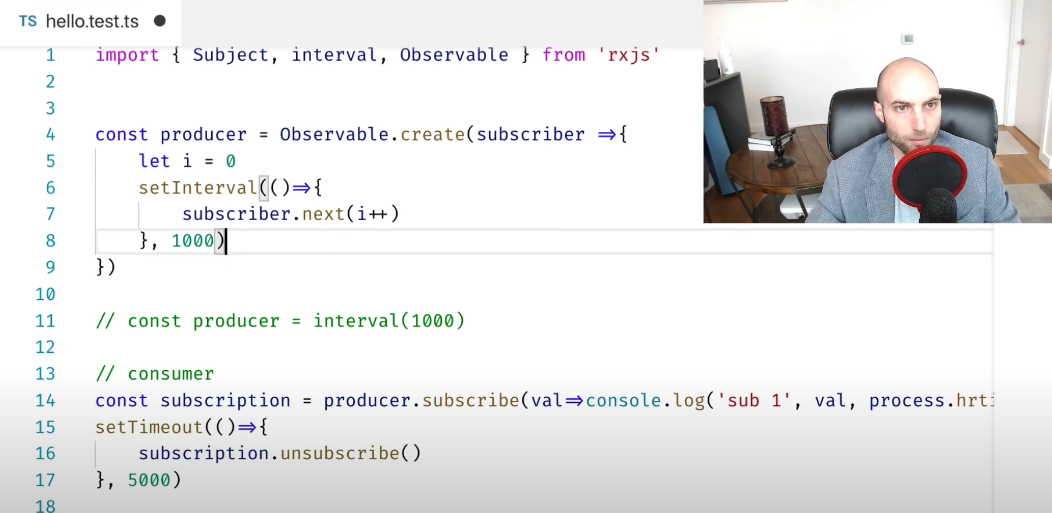 TS hello.test.ts
1 import { Subject, interval, Observable } from 'rxjs'
2
3
4 const producer = Observable.create(subscriber =>{
5 let i = 0
6 setInterval(()=>{
7 subscriber.next(i++)
8 }, 1000)
9 })
10
11 // const producer = interval(1000)
12
13 // consumer
14 const subscription = producer.subscribe(val=>console.log('sub 1', val, process.hrti
15 setTimeout(()=>{
16 subscription.unsubscribe()
17 }, 5000)
18